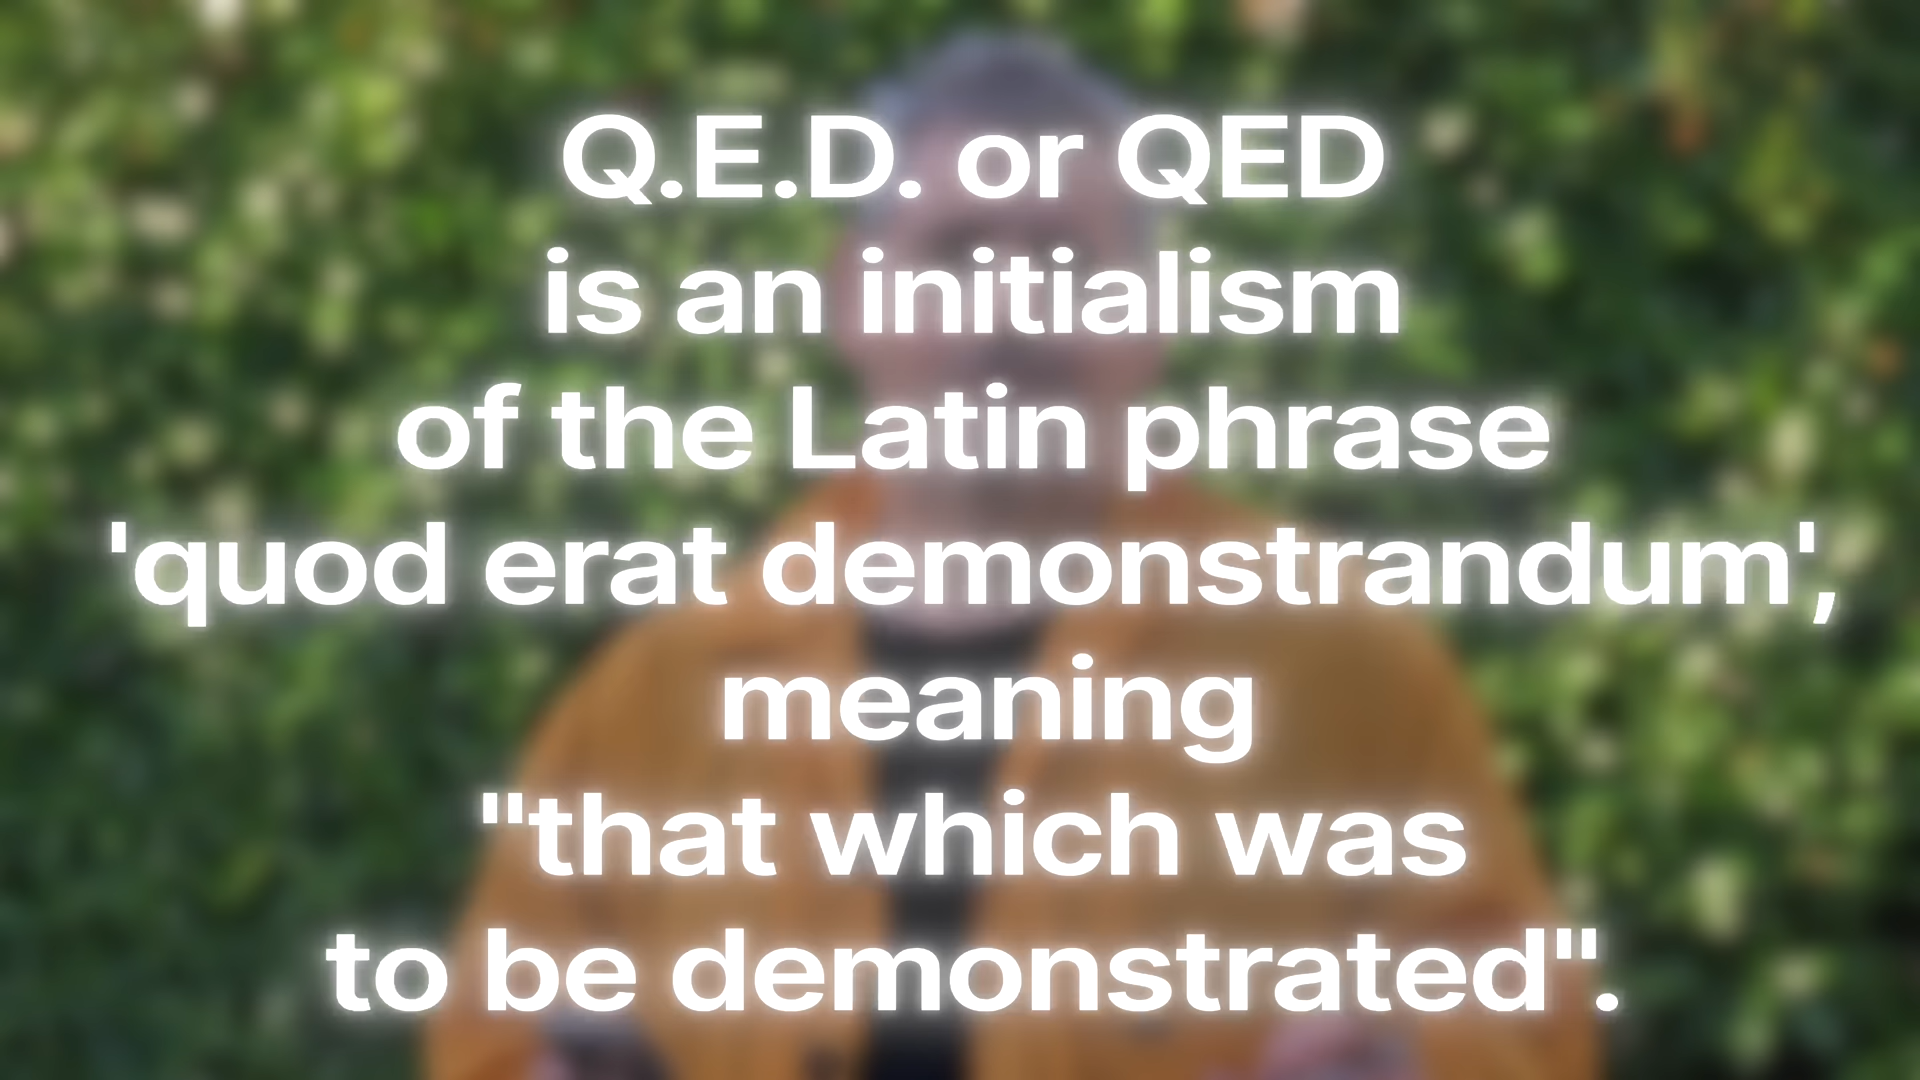 Q.E.D. or QED
is an initialism
of the Latin phrase
'quod erat demonstrandum',
meaning
"that which was
to be demonstrated".